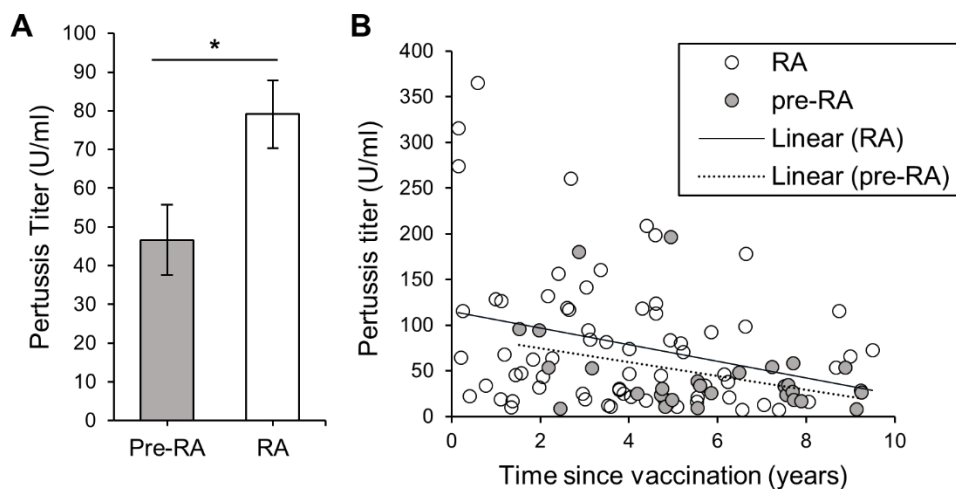 A
Pertussis Titer (U/ml)
100
90
80
70
60
50
40
30
20
10
0
*
Pre-RA RA
B
Pertussis titer (U/ml)
400
350
300
250
200
150
100
50
0
0 2 4 6 8 10
Time since vaccination (years)
RA
pre-RA
Linear (RA)
Linear (pre-RA)